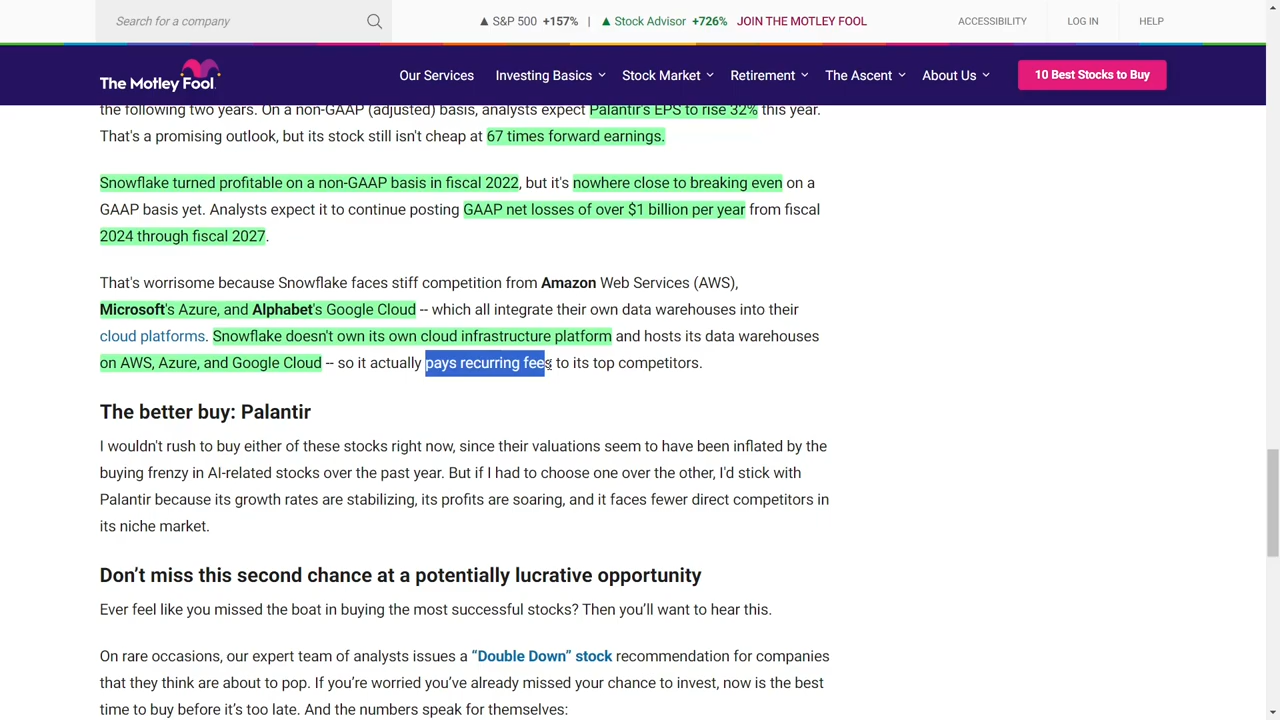 Search for a company
▲ S&P 500 +157% | ▲ Stock Advisor +726% JOIN THE MOTLEY FOOL
ACCESSIBILITY LOG IN HELP
The Motley Fool
Our Services Investing Basics Stock Market Retirement The Ascent About Us 10 Best Stocks to Buy
the following two years. On a non-GAAP (adjusted) basis, analysts expect Palantir's EPS to rise 32% this year.
That's a promising outlook, but its stock still isn't cheap at 67 times forward earnings.
Snowflake turned profitable on a non-GAAP basis in fiscal 2022, but it's nowhere close to breaking even on a
GAAP basis yet. Analysts expect it to continue posting GAAP net losses of over $1 billion per year from fiscal
2024 through fiscal 2027.
That's worrisome because Snowflake faces stiff competition from Amazon Web Services (AWS),
Microsoft's Azure, and Alphabet's Google Cloud -- which all integrate their own data warehouses into their
cloud platforms. Snowflake doesn't own its own cloud infrastructure platform and hosts its data warehouses
on AWS, Azure, and Google Cloud -- so it actually pays recurring fees to its top competitors.
The better buy: Palantir
I wouldn't rush to buy either of these stocks right now, since their valuations seem to have been inflated by the
buying frenzy in AI-related stocks over the past year. But if I had to choose one over the other, I'd stick with
Palantir because its growth rates are stabilizing, its profits are soaring, and it faces fewer direct competitors in
its niche market.
Don’t miss this second chance at a potentially lucrative opportunity
Ever feel like you missed the boat in buying the most successful stocks? Then you’ll want to hear this.
On rare occasions, our expert team of analysts issues a “Double Down” stock recommendation for companies
that they think are about to pop. If you’re worried you’ve already missed your chance to invest, now is the best
time to buy before it’s too late. And the numbers speak for themselves: